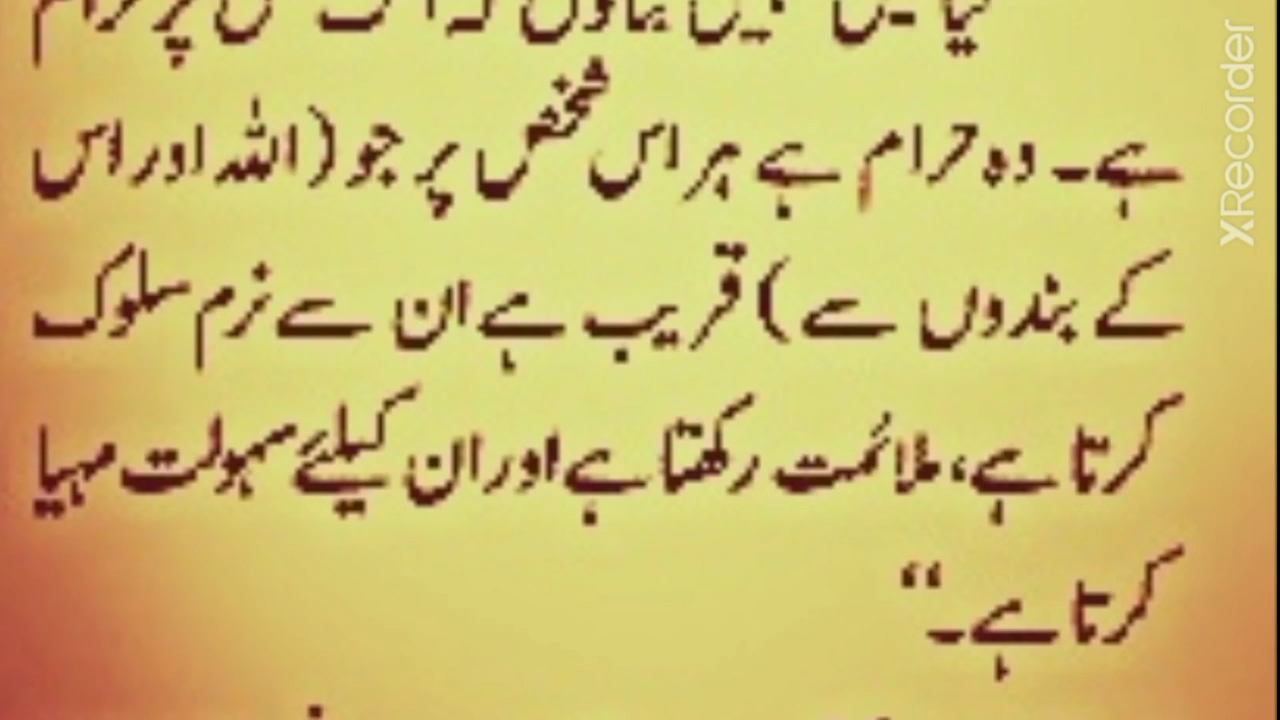 ہے۔ وہ حرام ہے ہر اس شخص پر جو (اللہ اور اس
کے بندوں سے) قریب ہے ان سے نرم سلوک
کرتا ہے، ملائمت رکھتا ہے اور ان کیلئے سہولت مہیا
کرتا ہے۔“
XRecorder